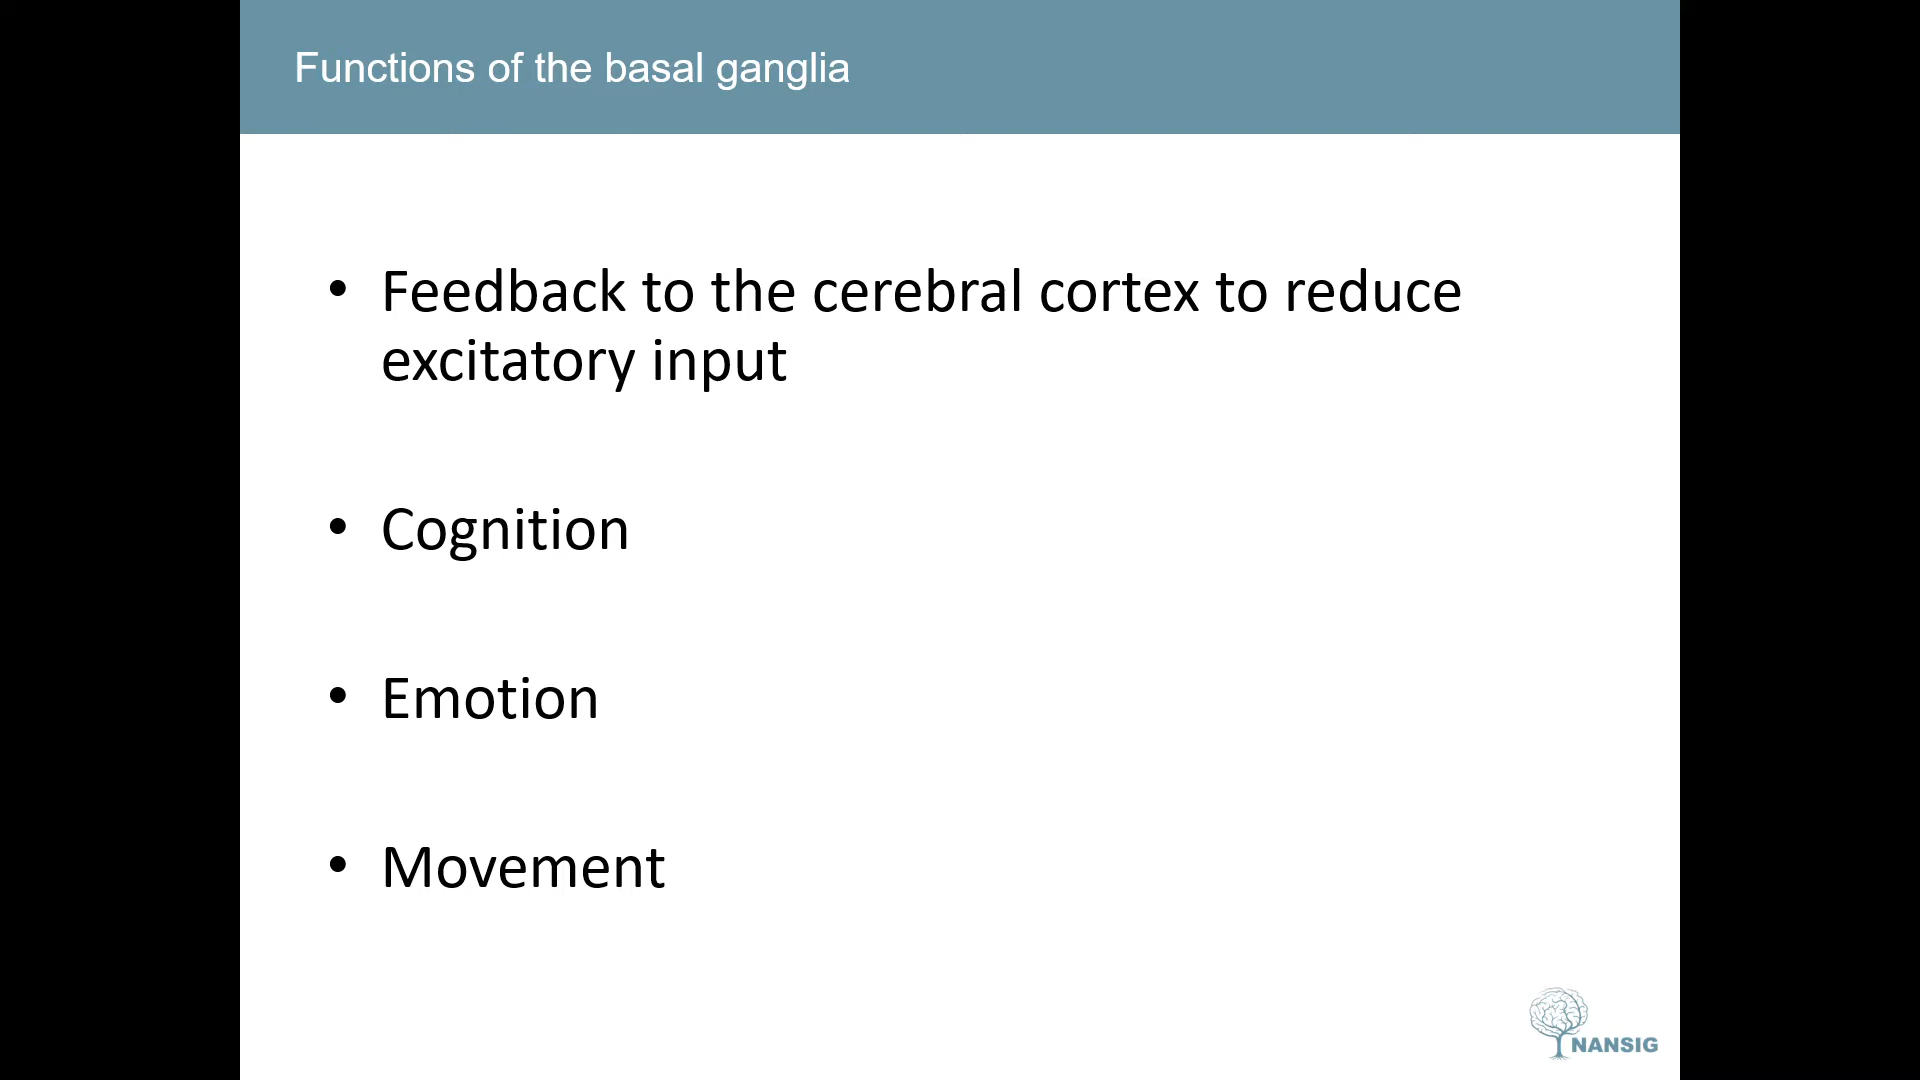 Functions of the basal ganglia
• Feedback to the cerebral cortex to reduce
excitatory input
• Cognition
• Emotion
• Movement
NANSIG